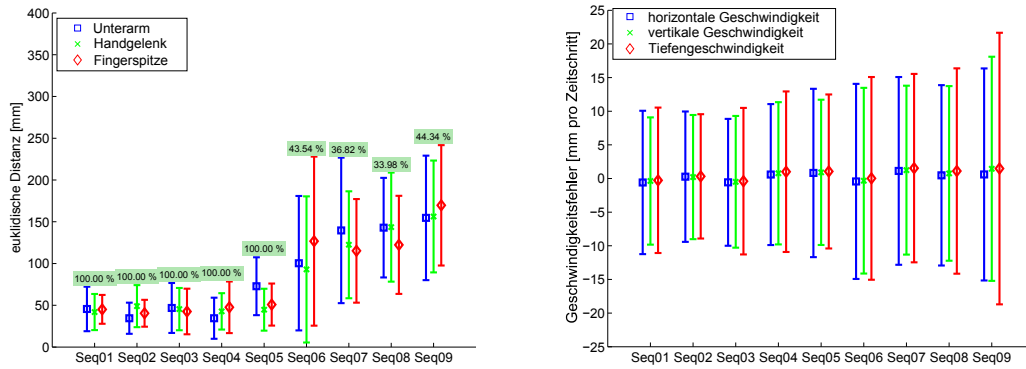 400
350
300
250
200
150
100
50
0
euklidische Distanz [mm]
Unterarm
Handgelenk
Fingerspitze
100.00 %
100.00 %
100.00 %
100.00 %
100.00 %
43.54 %
36.82 %
33.98 %
44.34 %
Seq01 Seq02 Seq03 Seq04 Seq05 Seq06 Seq07 Seq08 Seq09
25
20
15
10
5
0
−5
−10
−15
−20
−25
Geschwindigkeitsfehler [mm pro Zeitschritt]
horizontale Geschwindigkeit
vertikale Geschwindigkeit
Tiefengeschwindigkeit
Seq01 Seq02 Seq03 Seq04 Seq05 Seq06 Seq07 Seq08 Seq09